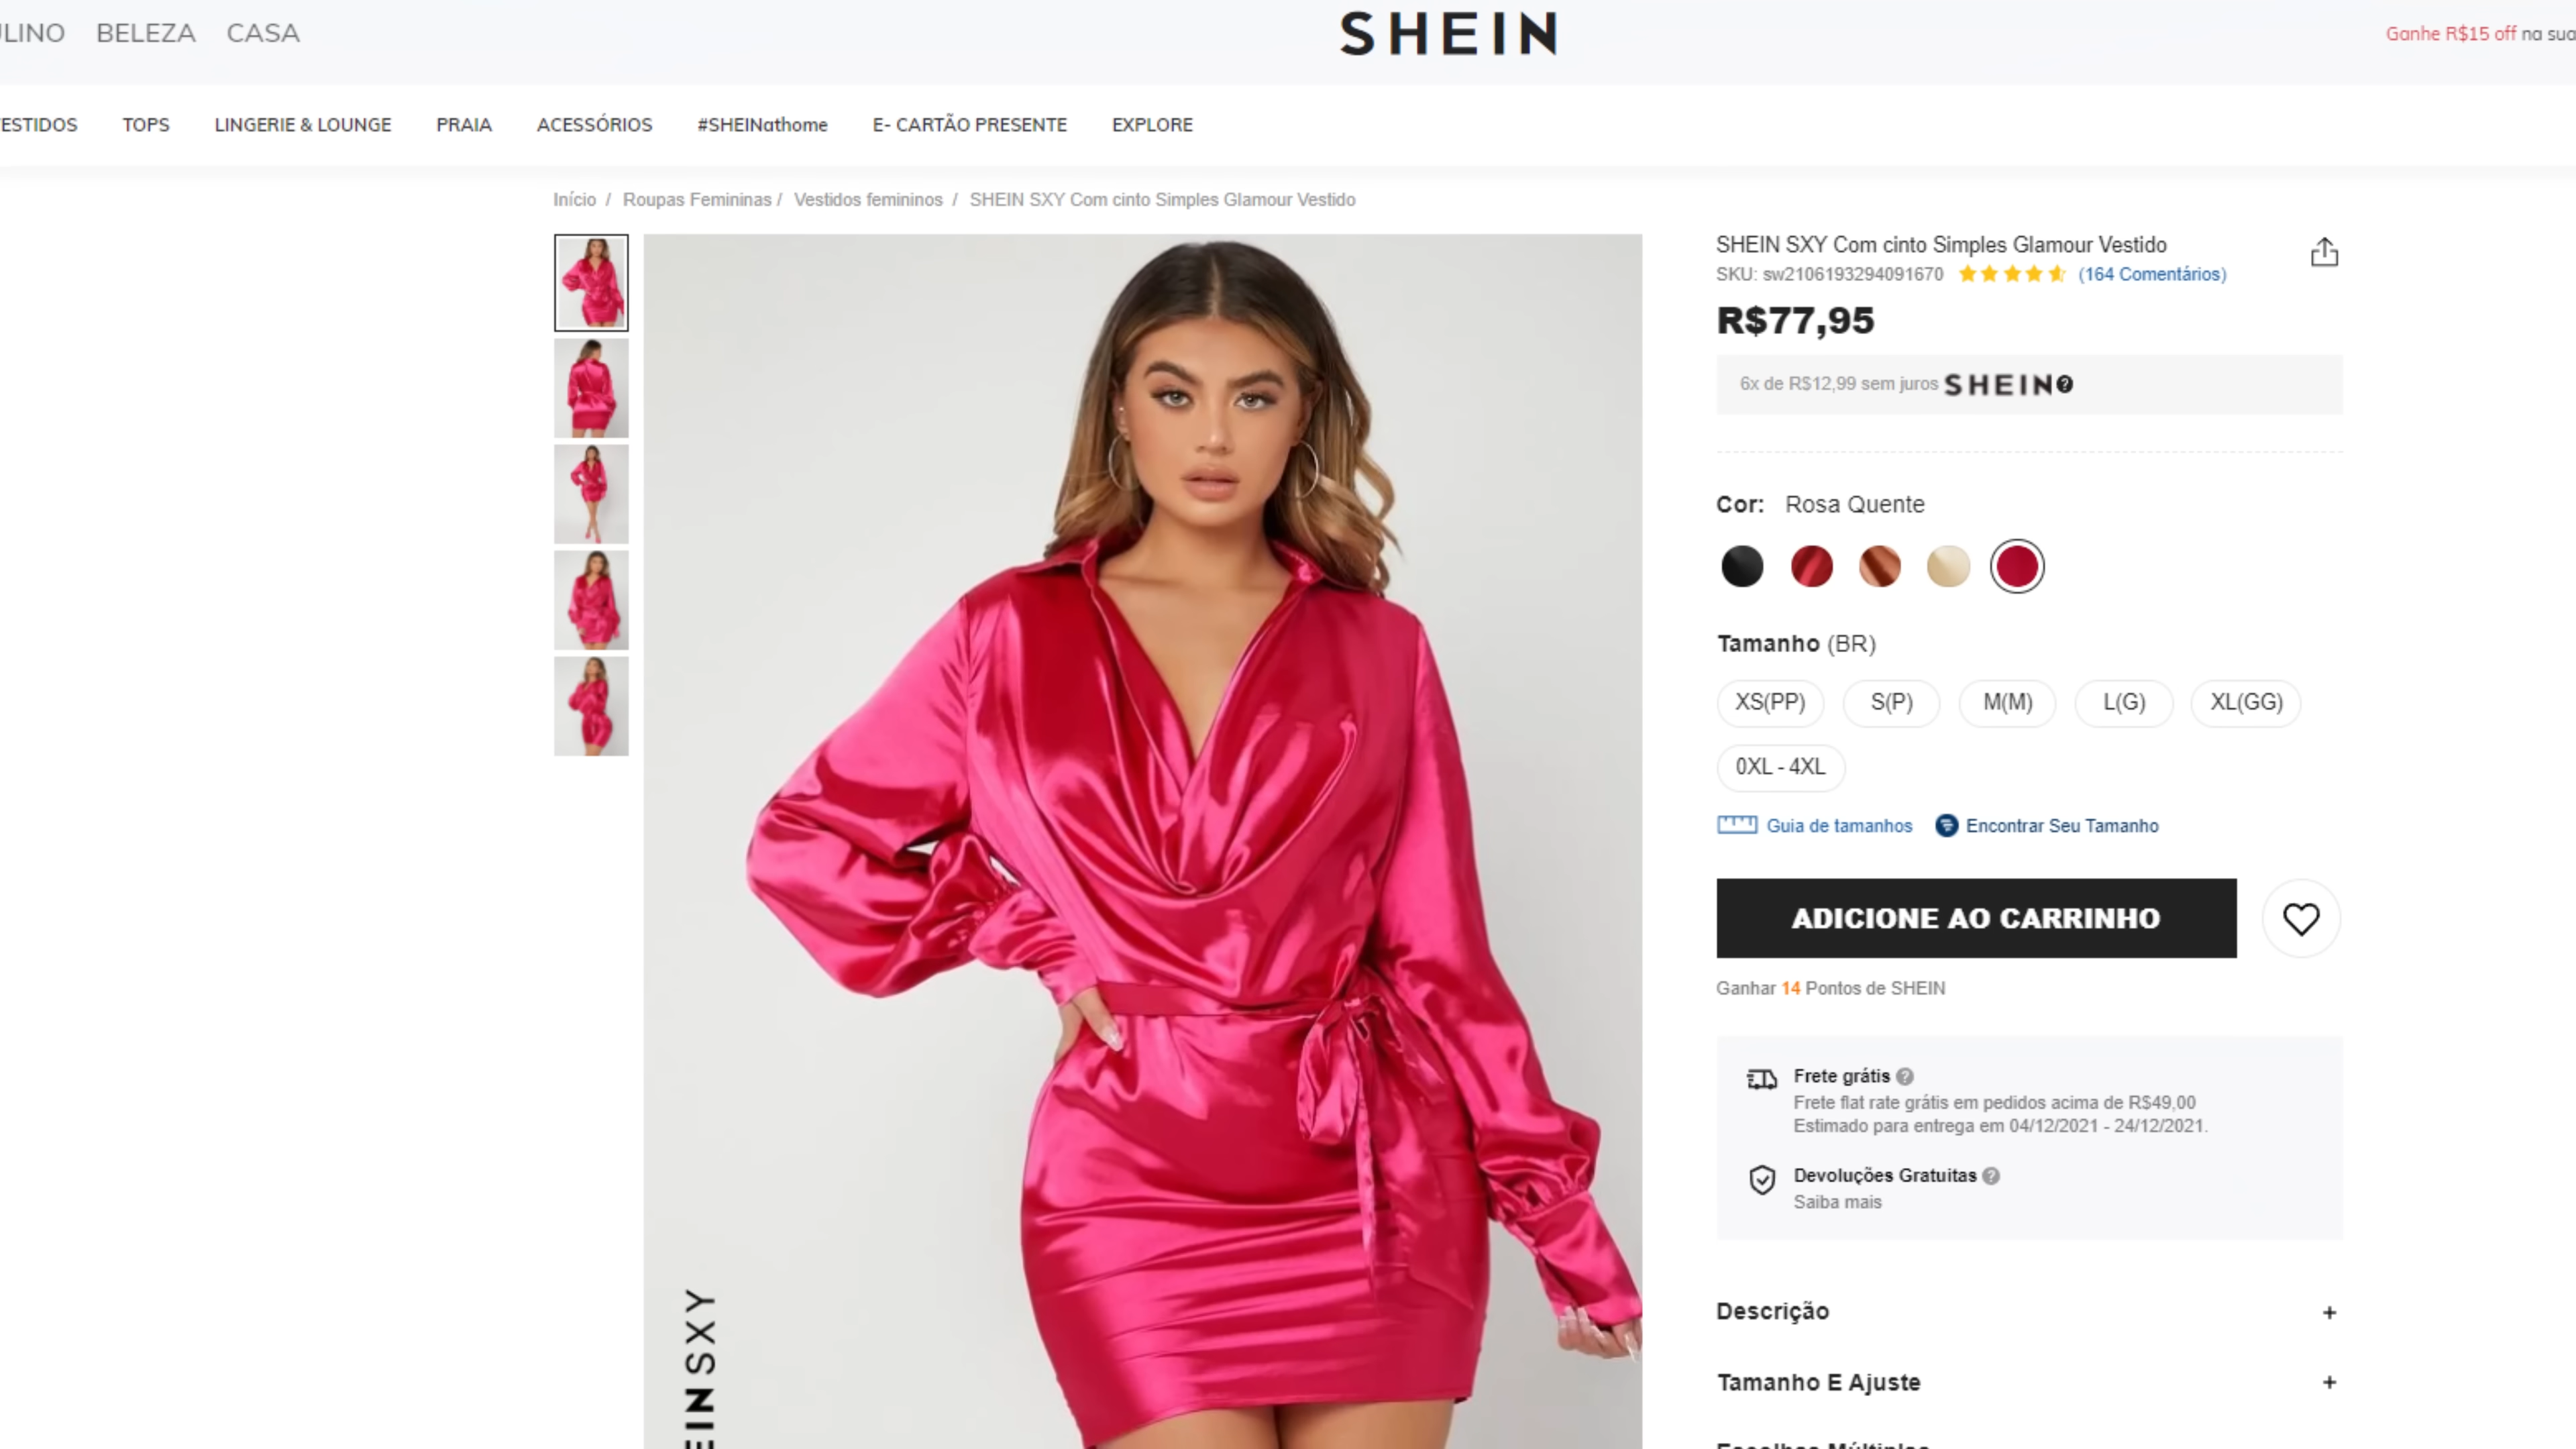 BELEZA CASA
SHEIN
Ganhe R$15 off na sua
TOPS LINGERIE & LOUNGE PRAIA ACESSÓRIOS #SHEINathome E- CARTÃO PRESENTE EXPLORE
Início / Roupas Femininas / Vestidos femininos / SHEIN SXY Com cinto Simples Glamour Vestido
SHEIN SXY Com cinto Simples Glamour Vestido
SKU: sw2106193294091670 (164 Comentários)
R$77,95
6x de R$12,99 sem juros SHEIN ?
Cor: Rosa Quente
Tamanho (BR)
XS(PP) S(P) M(M) L(G) XL(GG)
0XL - 4XL
Guia de tamanhos Encontrar Seu Tamanho
ADICIONE AO CARRINHO
Ganhar 14 Pontos de SHEIN
Frete grátis ?
Frete flat rate grátis em pedidos acima de R$49,00
Estimado para entrega em 04/12/2021 - 24/12/2021.
Devoluções Gratuitas ?
Saiba mais
Descrição +
Tamanho E Ajuste +
EINSXY